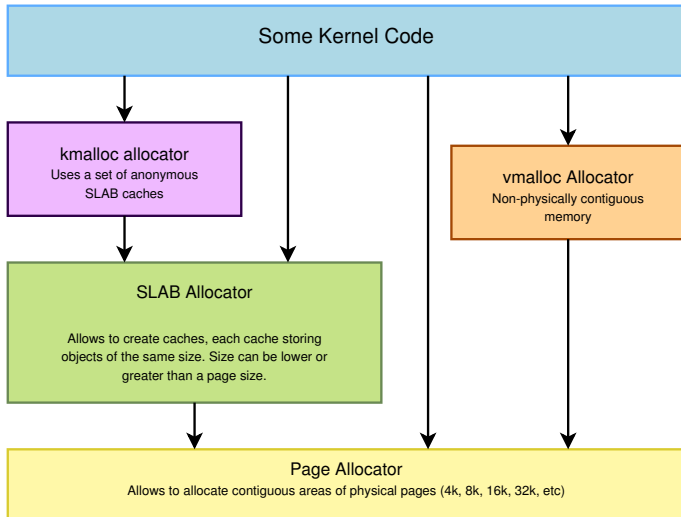 Some Kernel Code
kmalloc allocator
Uses a set of anonymous
SLAB caches
vmalloc Allocator
Non-physically contiguous
memory
SLAB Allocator
Allows to create caches, each cache storing
objects of the same size. Size can be lower or
greater than a page size.
Page Allocator
Allows to allocate contiguous areas of physical pages (4k, 8k, 16k, 32k, etc)